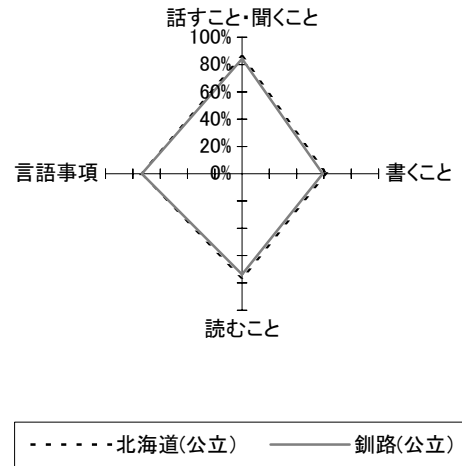 話すこと・聞くこと
100%
80%
60%
40%
20%
0%
言語事項
書くこと
読むこと
北海道(公立)
釧路(公立)